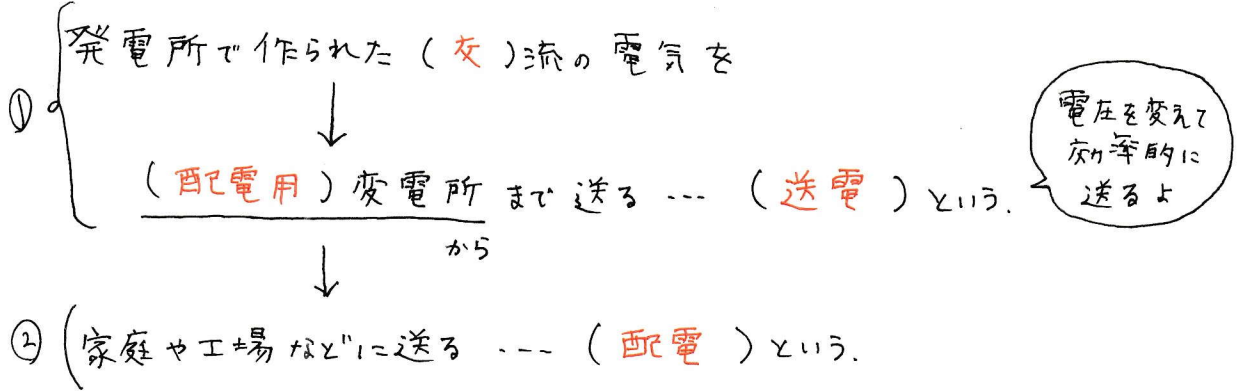 ① 発電所で作られた（交）流の電気を
↓
（配電用）変電所まで送る…（送電）という.
から
↓
② 家庭や工場などに送る…（配電）という.
電圧を変えて
効率的に
送るよ